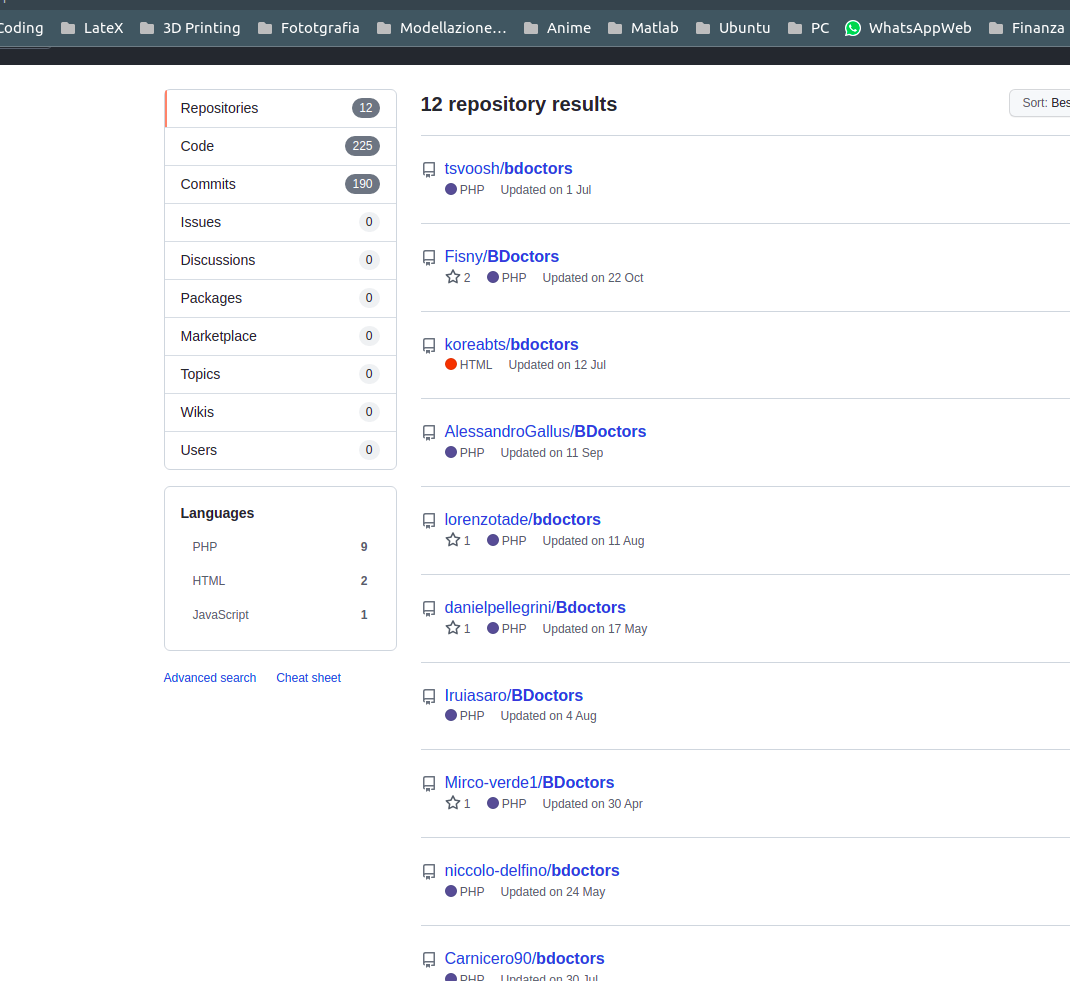 Coding LateX 3D Printing Fototgrafia Modellazione... Anime Matlab Ubuntu PC WhatsAppWeb Finanza
Repositories 12
Code 225
Commits 190
Issues 0
Discussions 0
Packages 0
Marketplace 0
Topics 0
Wikis 0
Users 0
Languages
PHP 9
HTML 2
JavaScript 1
Advanced search Cheat sheet
12 repository results
Sort: Bes
tsvoosh/bdoctors
PHP Updated on 1 Jul
Fisny/BDoctors
2 PHP Updated on 22 Oct
koreabts/bdoctors
HTML Updated on 12 Jul
AlessandroGallus/BDoctors
PHP Updated on 11 Sep
lorenzotade/bdoctors
1 PHP Updated on 11 Aug
danielpellegrini/Bdoctors
1 PHP Updated on 17 May
Iruiasaro/BDoctors
PHP Updated on 4 Aug
Mirco-verde1/BDoctors
1 PHP Updated on 30 Apr
niccolo-delfino/bdoctors
PHP Updated on 24 May
Carnicero90/bdoctors
PHP Updated on 30 Jul